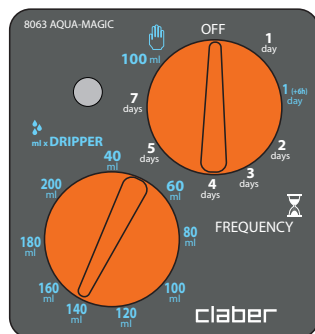 8063 AQUA-MAGIC
OFF
1
day
100 ml
1 (+6h)
day
7
days
2
days
5
days
3
days
4
days
ml x DRIPPER
40
ml
60
ml
200
ml
80
ml
FREQUENCY
180
ml
160
ml
100
ml
140
ml
120
ml
claber